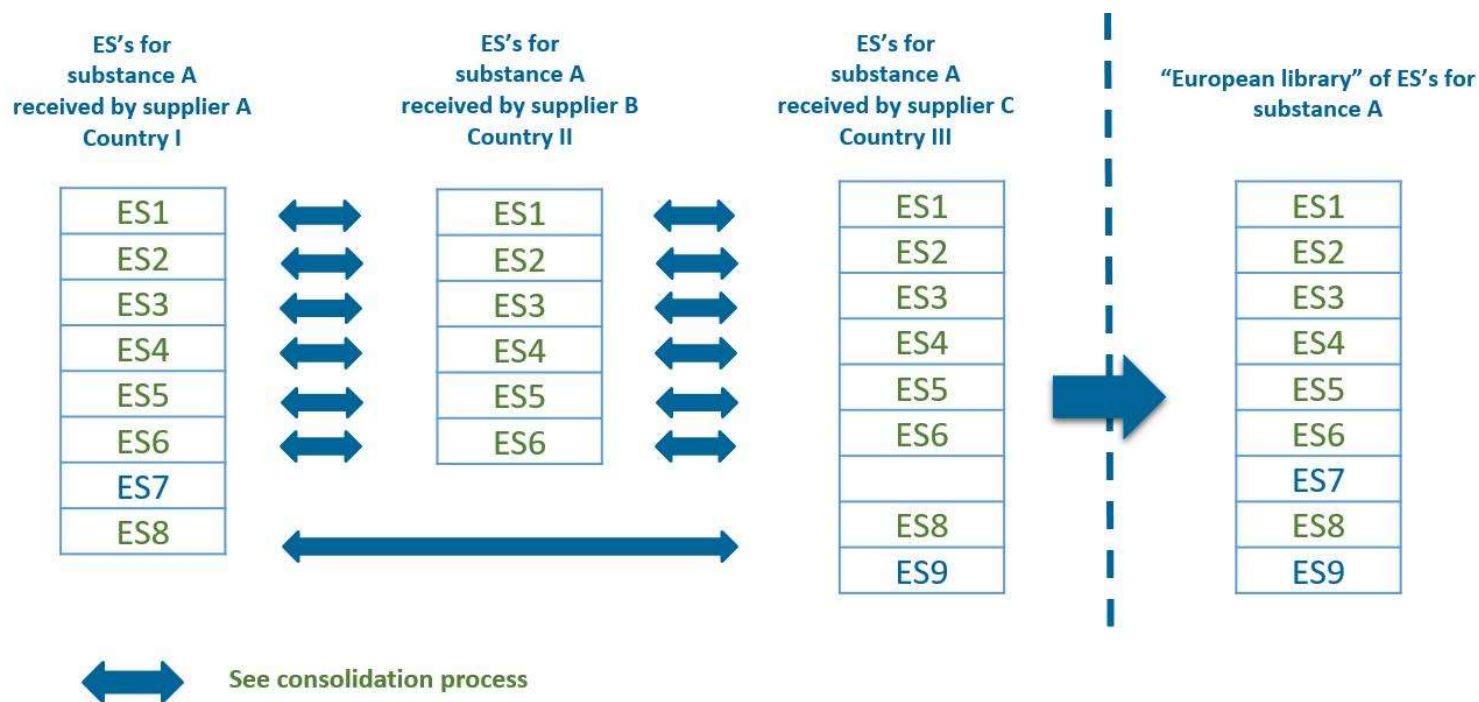 ES's for
substance A
received by supplier A
Country I
ES's for
substance A
received by supplier B
Country II
ES's for
substance A
received by supplier C
Country III
“European library” of ES's for
substance A
ES1
ES2
ES3
ES4
ES5
ES6
ES7
ES8
ES1
ES2
ES3
ES4
ES5
ES6
ES1
ES2
ES3
ES4
ES5
ES6
ES8
ES9
ES1
ES2
ES3
ES4
ES5
ES6
ES7
ES8
ES9
See consolidation process